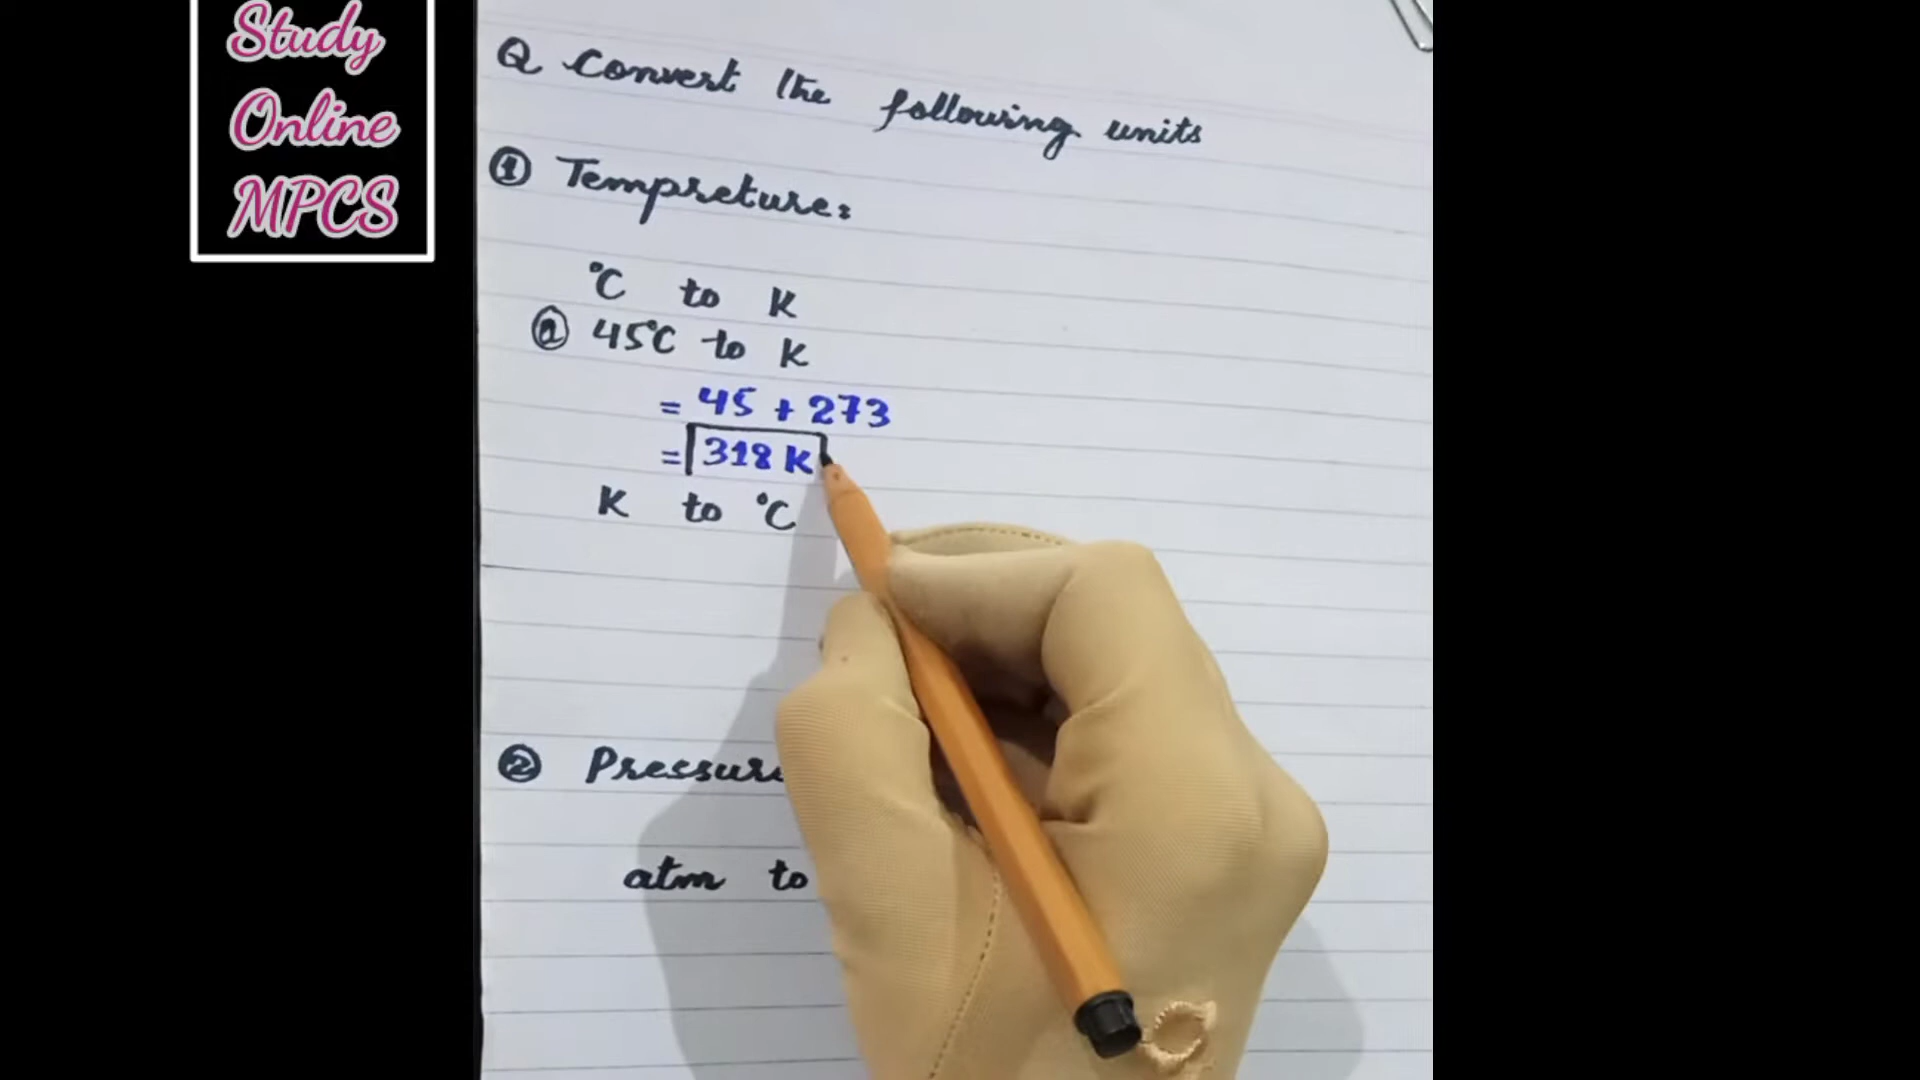 Study
Online
MPCS
Q Convert the following units
① Tempreture:
°C to K
ⓐ 45°C to K
= 45 + 273
= 318 K
K to °C
② Pressure
atm to